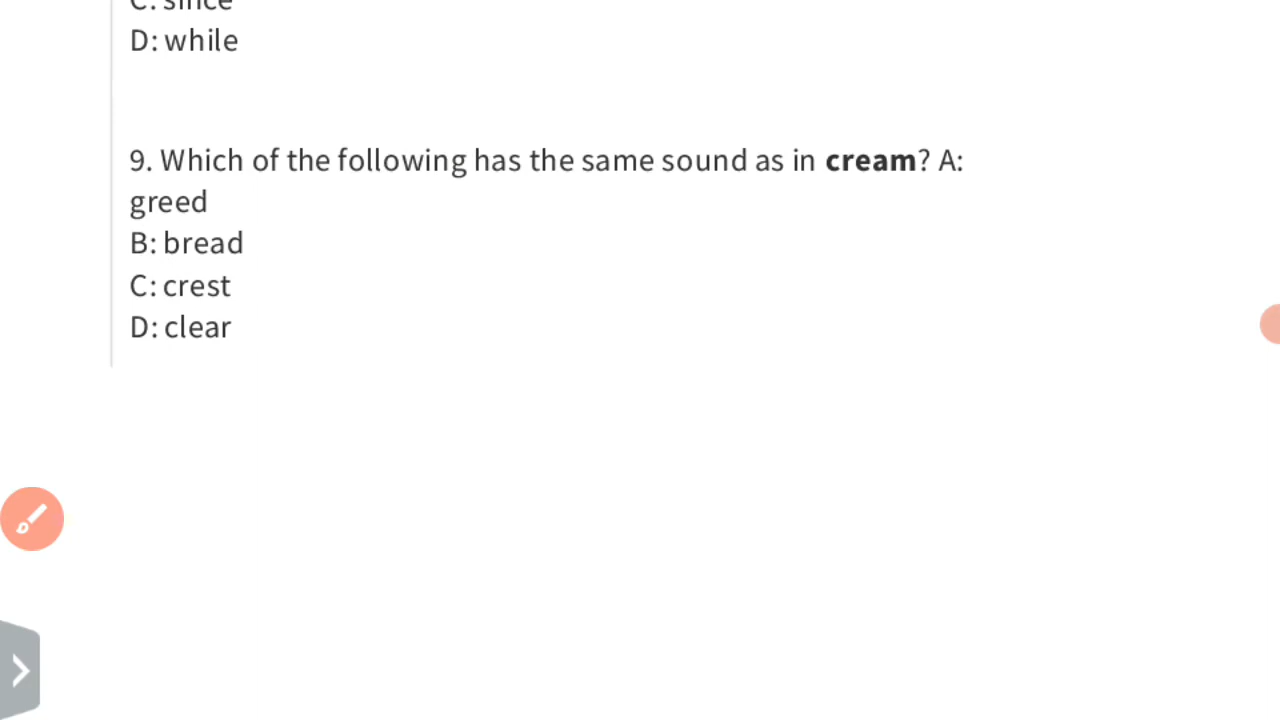 C: since
D: while
9. Which of the following has the same sound as in cream? A:
greed
B: bread
C: crest
D: clear